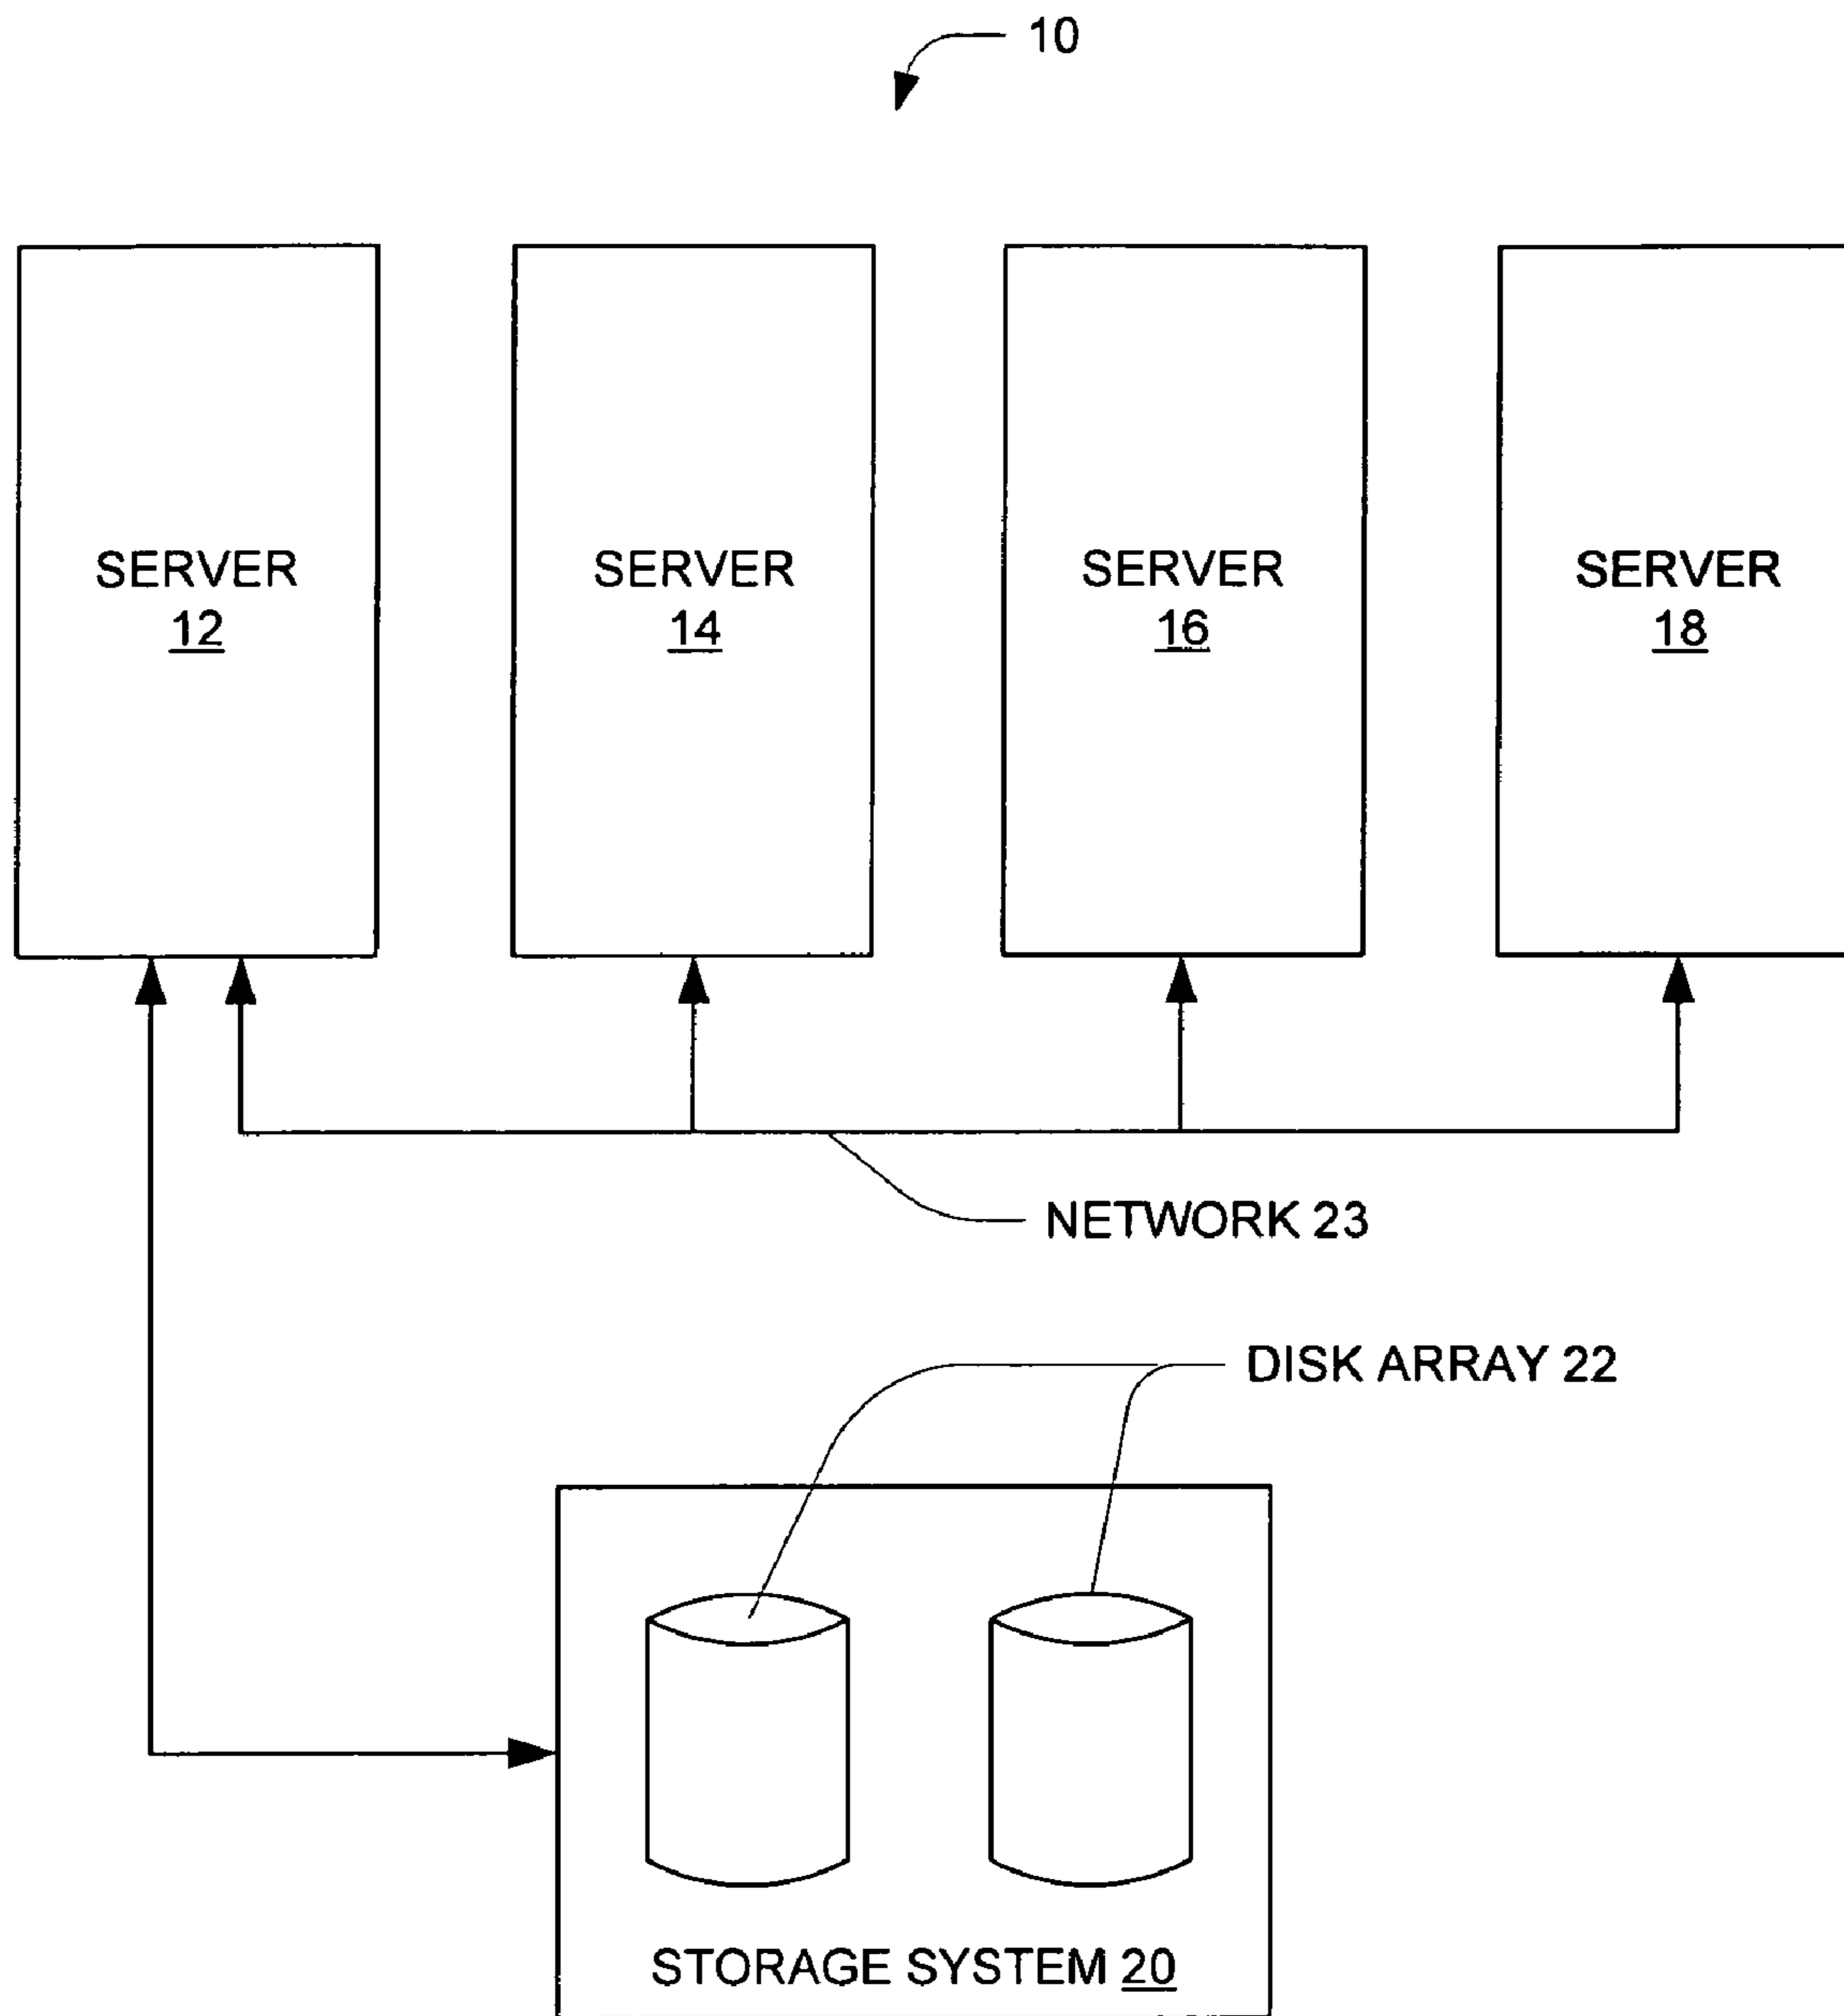 10
SERVER
12
SERVER
14
SERVER
16
SERVER
18
NETWORK 23
DISK ARRAY 22
STORAGE SYSTEM 20